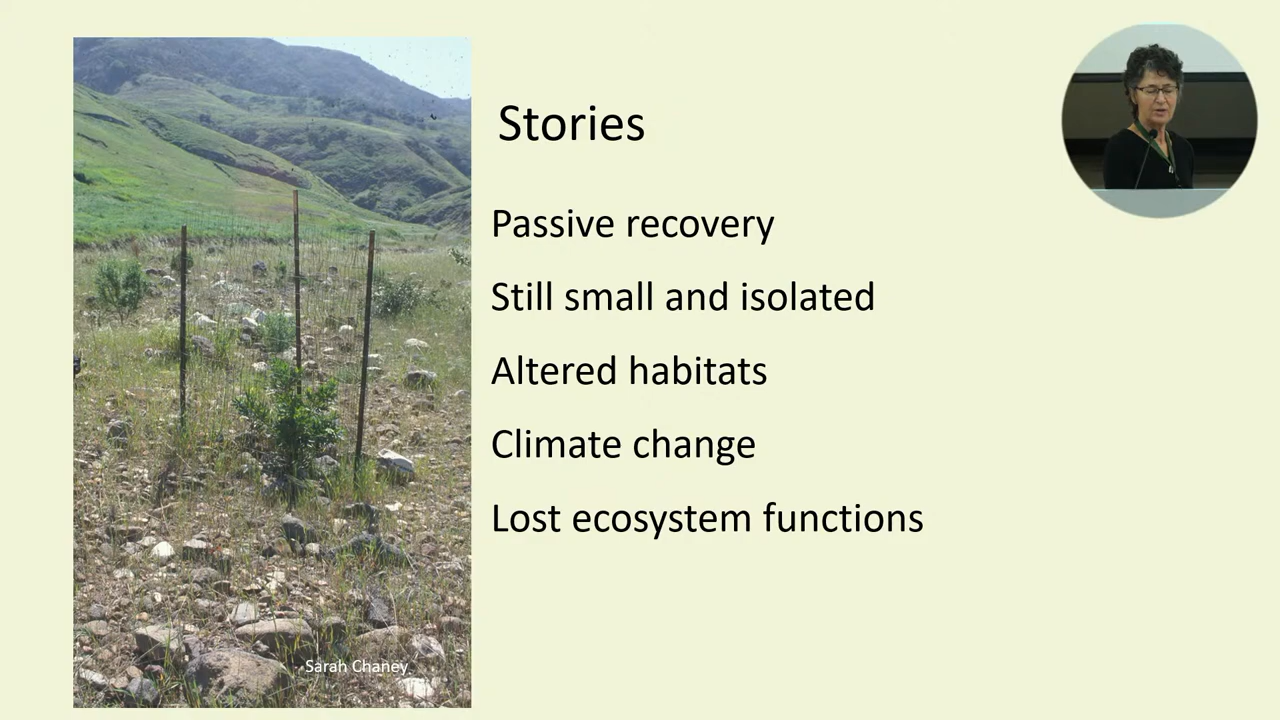 Stories
Passive recovery
Still small and isolated
Altered habitats
Climate change
Lost ecosystem functions
Sarah Chaney